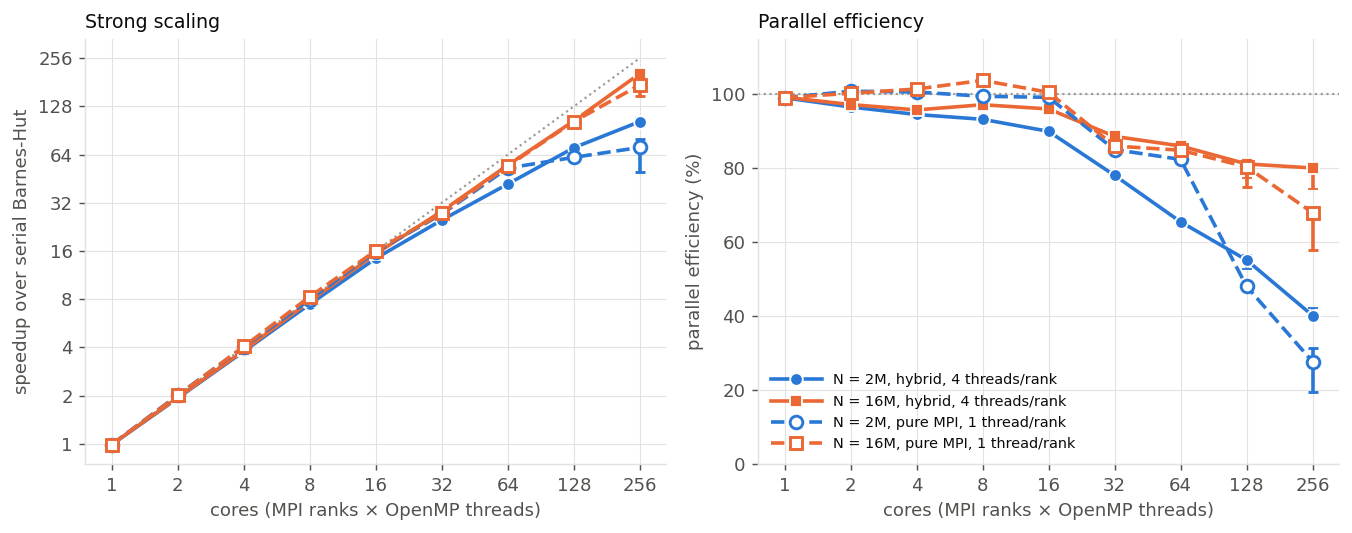 Strong scaling
256
128
64
32
16
8
4
2
1
speedup over serial Barnes-Hut
1 2 4 8 16 32 64 128 256
cores (MPI ranks × OpenMP threads)
Parallel efficiency
100
80
60
40
20
0
parallel efficiency (%)
N = 2M, hybrid, 4 threads/rank
N = 16M, hybrid, 4 threads/rank
N = 2M, pure MPI, 1 thread/rank
N = 16M, pure MPI, 1 thread/rank
1 2 4 8 16 32 64 128 256
cores (MPI ranks × OpenMP threads)